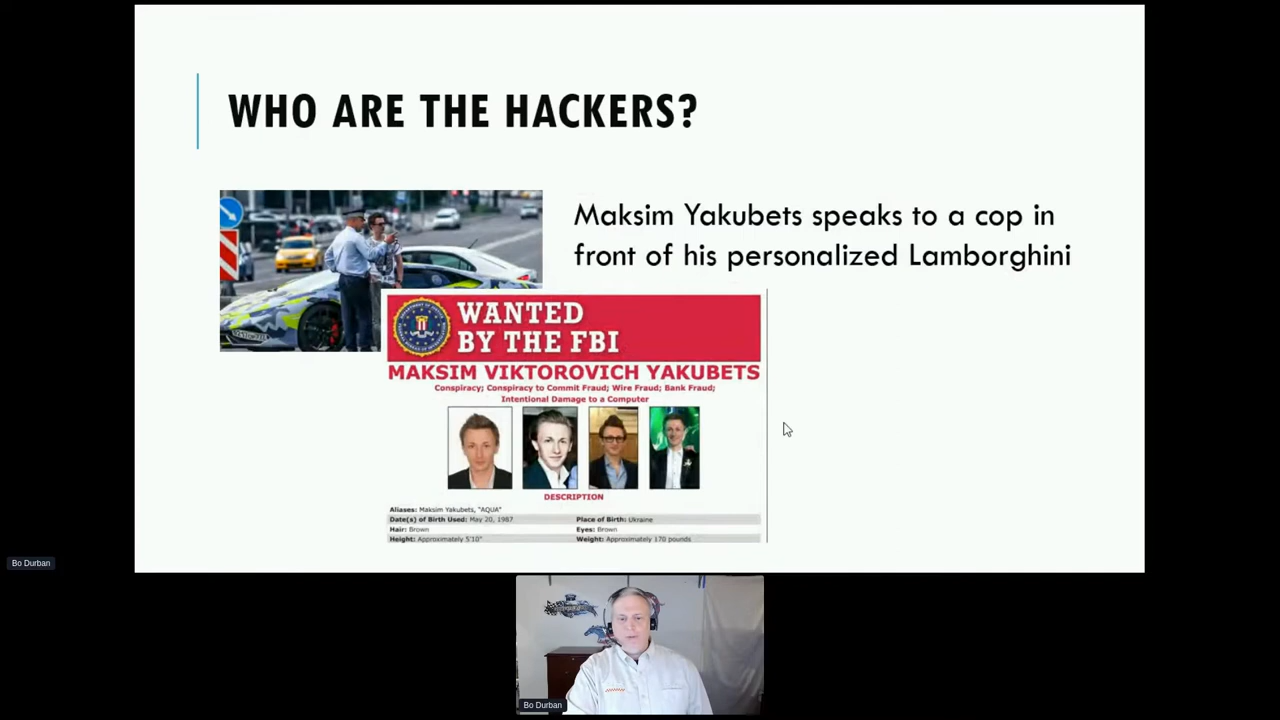 WHO ARE THE HACKERS?
Maksim Yakubets speaks to a cop in
front of his personalized Lamborghini
WANTED
BY THE FBI
MAKSIM VIKTOROVICH YAKUBETS
Conspiracy; Conspiracy to Commit Fraud; Wire Fraud; Bank Fraud;
Intentional Damage to a Computer
DESCRIPTION
Aliases: Maksim Yakubets, "AQUA"
Date(s) of Birth Used: May 20, 1987 Place of Birth: Ukraine
Hair: Brown Eyes: Brown
Height: Approximately 5'10" Weight: Approximately 170 pounds
Bo Durban
Bo Durban